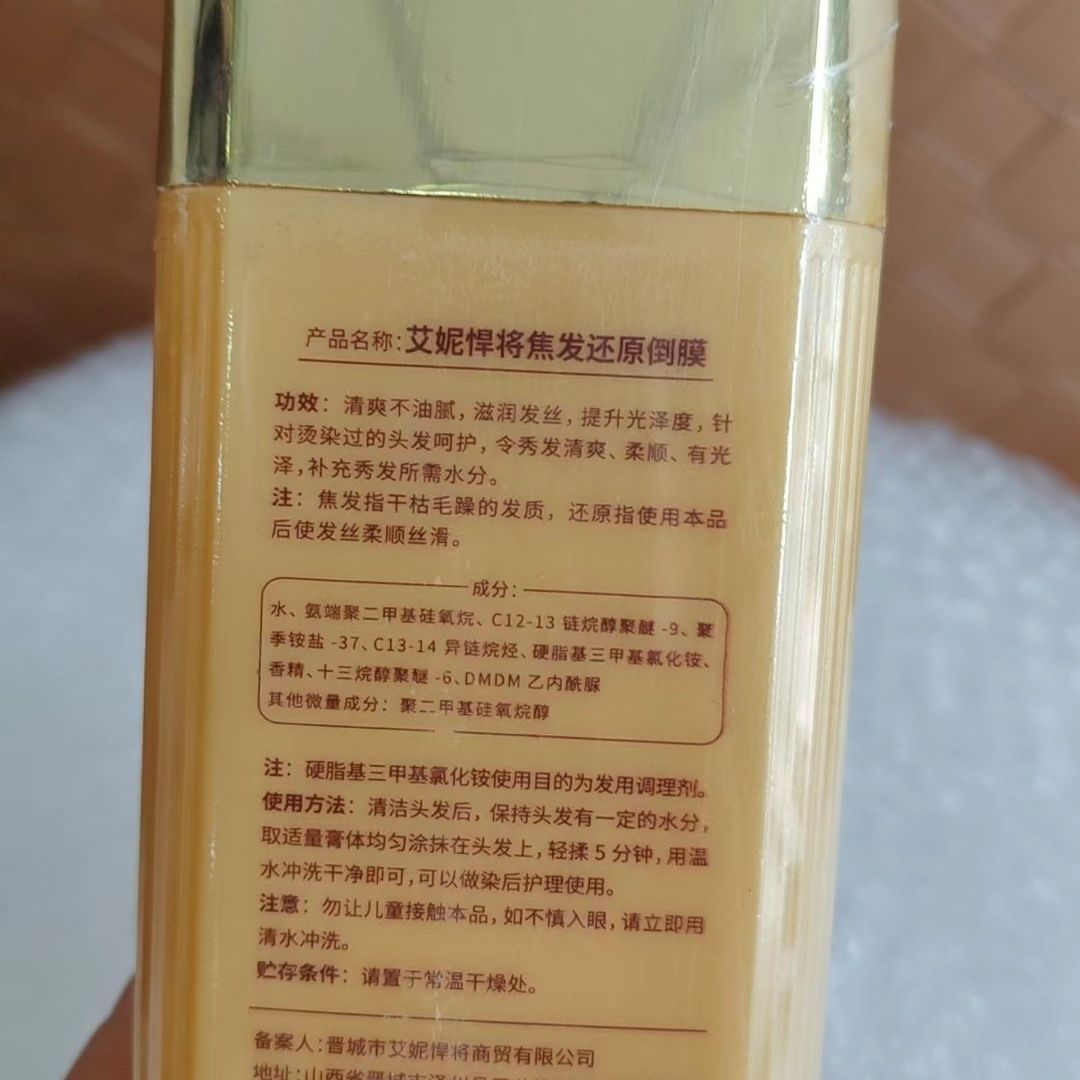 产品名称：艾妮悍将焦发还原倒膜
功效：清爽不油腻，滋润发丝，提升光泽度，针
对烫染过的头发呵护，令秀发清爽、柔顺、有光
泽，补充秀发所需水分。
注：焦发指干枯毛躁的发质，还原指使用本品
后使发丝柔顺丝滑。
成分：
水、氨端聚二甲基硅氧烷、C12-13 链烷醇聚醚 -9、聚
季铵盐 -37、C13-14 异链烷烃、硬脂基三甲基氯化铵、
香精、十三烷醇聚醚 -6、DMDM 乙内酰脲
其他微量成分：聚二甲基硅氧烷醇
注：硬脂基三甲基氯化铵使用目的为发用调理剂。
使用方法：清洁头发后，保持头发有一定的水分，
取适量膏体均匀涂抹在头发上，轻揉 5 分钟，用温
水冲洗干净即可，可以做染后护理使用。
注意：勿让儿童接触本品，如不慎入眼，请立即用
清水冲洗。
贮存条件：请置于常温干燥处。
备案人：晋城市艾妮悍将商贸有限公司
地址：山西省晋城市泽州县